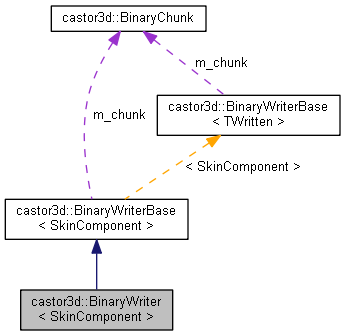 castor3d::BinaryChunk
m_chunk
castor3d::BinaryWriterBase
< TWritten >
m_chunk
< SkinComponent >
castor3d::BinaryWriterBase
< SkinComponent >
castor3d::BinaryWriter
< SkinComponent >